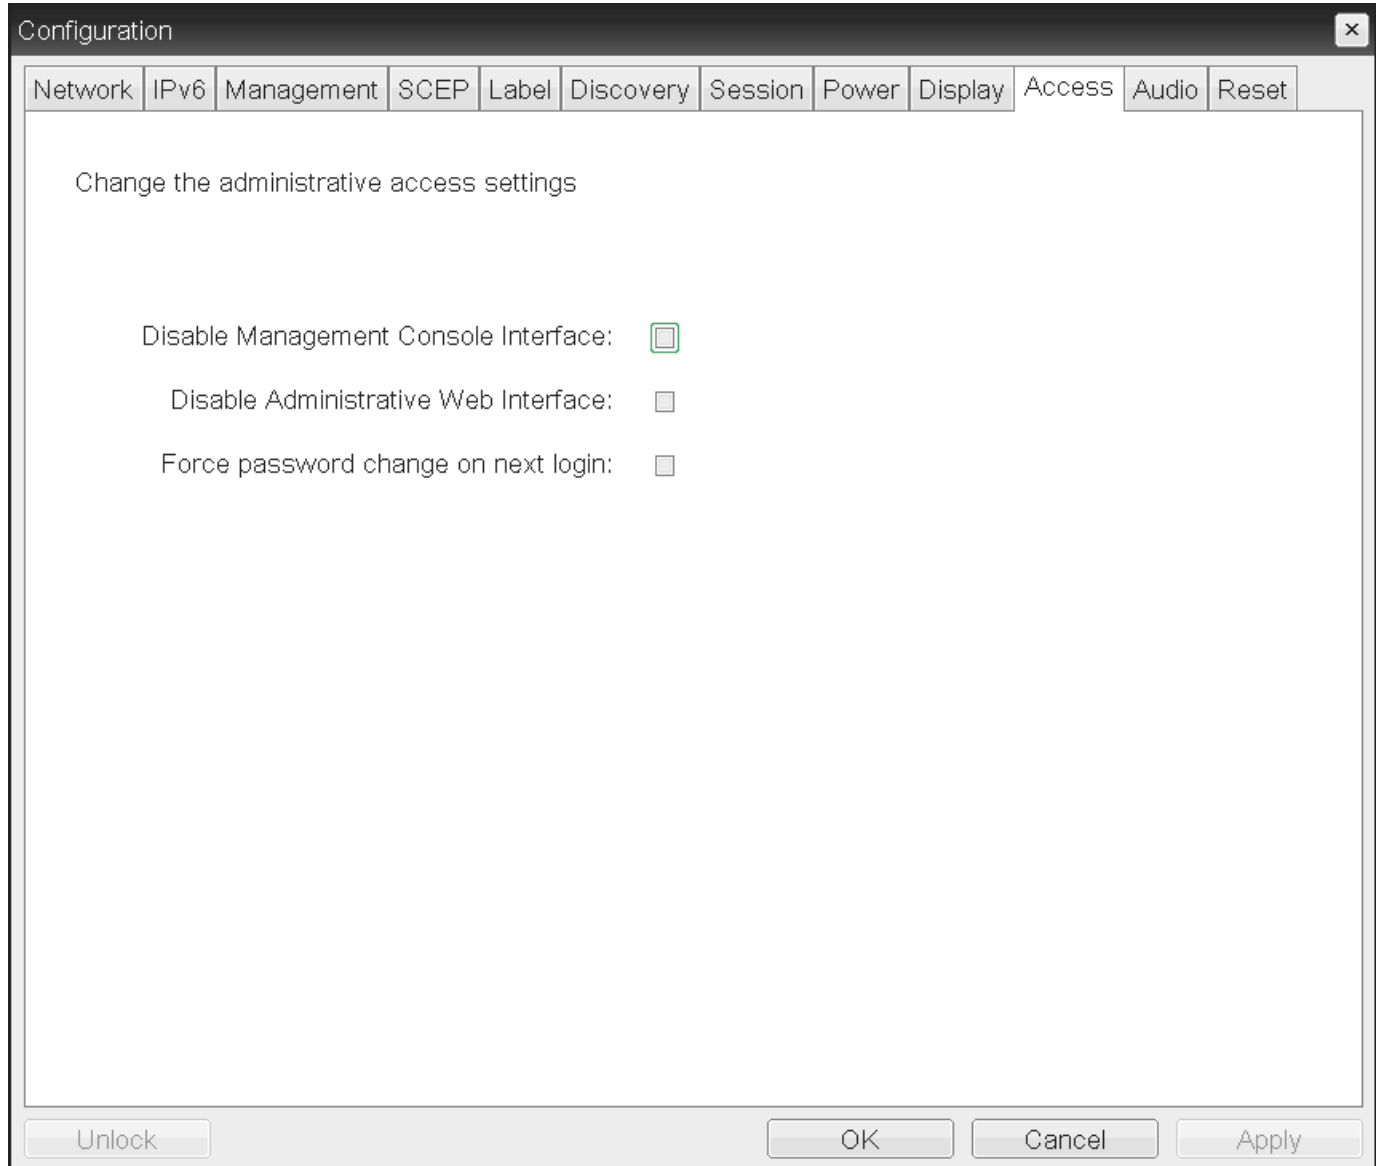 Configuration
Network IPv6 Management SCEP Label Discovery Session Power Display Access Audio Reset
Change the administrative access settings
Disable Management Console Interface:
Disable Administrative Web Interface:
Force password change on next login:
Unlock OK Cancel Apply